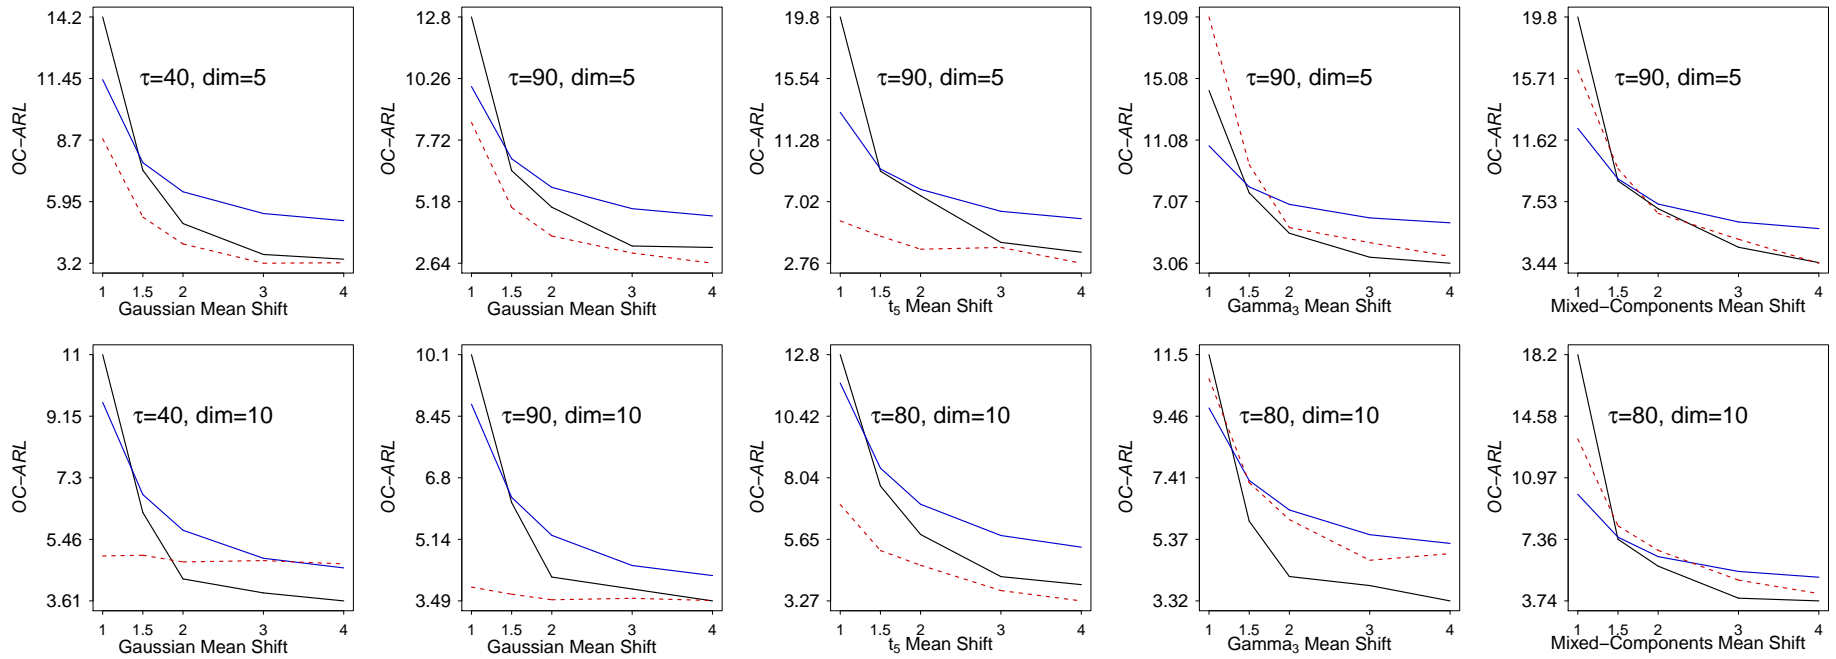 14.2
11.45
8.7
5.95
3.2
OC−ARL
τ=40, dim=5
1 1.5 2 3 4
Gaussian Mean Shift
12.8
10.26
7.72
5.18
2.64
OC−ARL
τ=90, dim=5
1 1.5 2 3 4
Gaussian Mean Shift
19.8
15.54
11.28
7.02
2.76
OC−ARL
τ=90, dim=5
1 1.5 2 3 4
t₅ Mean Shift
19.09
15.08
11.08
7.07
3.06
OC−ARL
τ=90, dim=5
1 1.5 2 3 4
Gamma₃ Mean Shift
19.8
15.71
11.62
7.53
3.44
OC−ARL
τ=90, dim=5
1 1.5 2 3 4
Mixed−Components Mean Shift
11
9.15
7.3
5.46
3.61
OC−ARL
τ=40, dim=10
1 1.5 2 3 4
Gaussian Mean Shift
10.1
8.45
6.8
5.14
3.49
OC−ARL
τ=90, dim=10
1 1.5 2 3 4
Gaussian Mean Shift
12.8
10.42
8.04
5.65
3.27
OC−ARL
τ=80, dim=10
1 1.5 2 3 4
t₅ Mean Shift
11.5
9.46
7.41
5.37
3.32
OC−ARL
τ=80, dim=10
1 1.5 2 3 4
Gamma₃ Mean Shift
18.2
14.58
10.97
7.36
3.74
OC−ARL
τ=80, dim=10
1 1.5 2 3 4
Mixed−Components Mean Shift